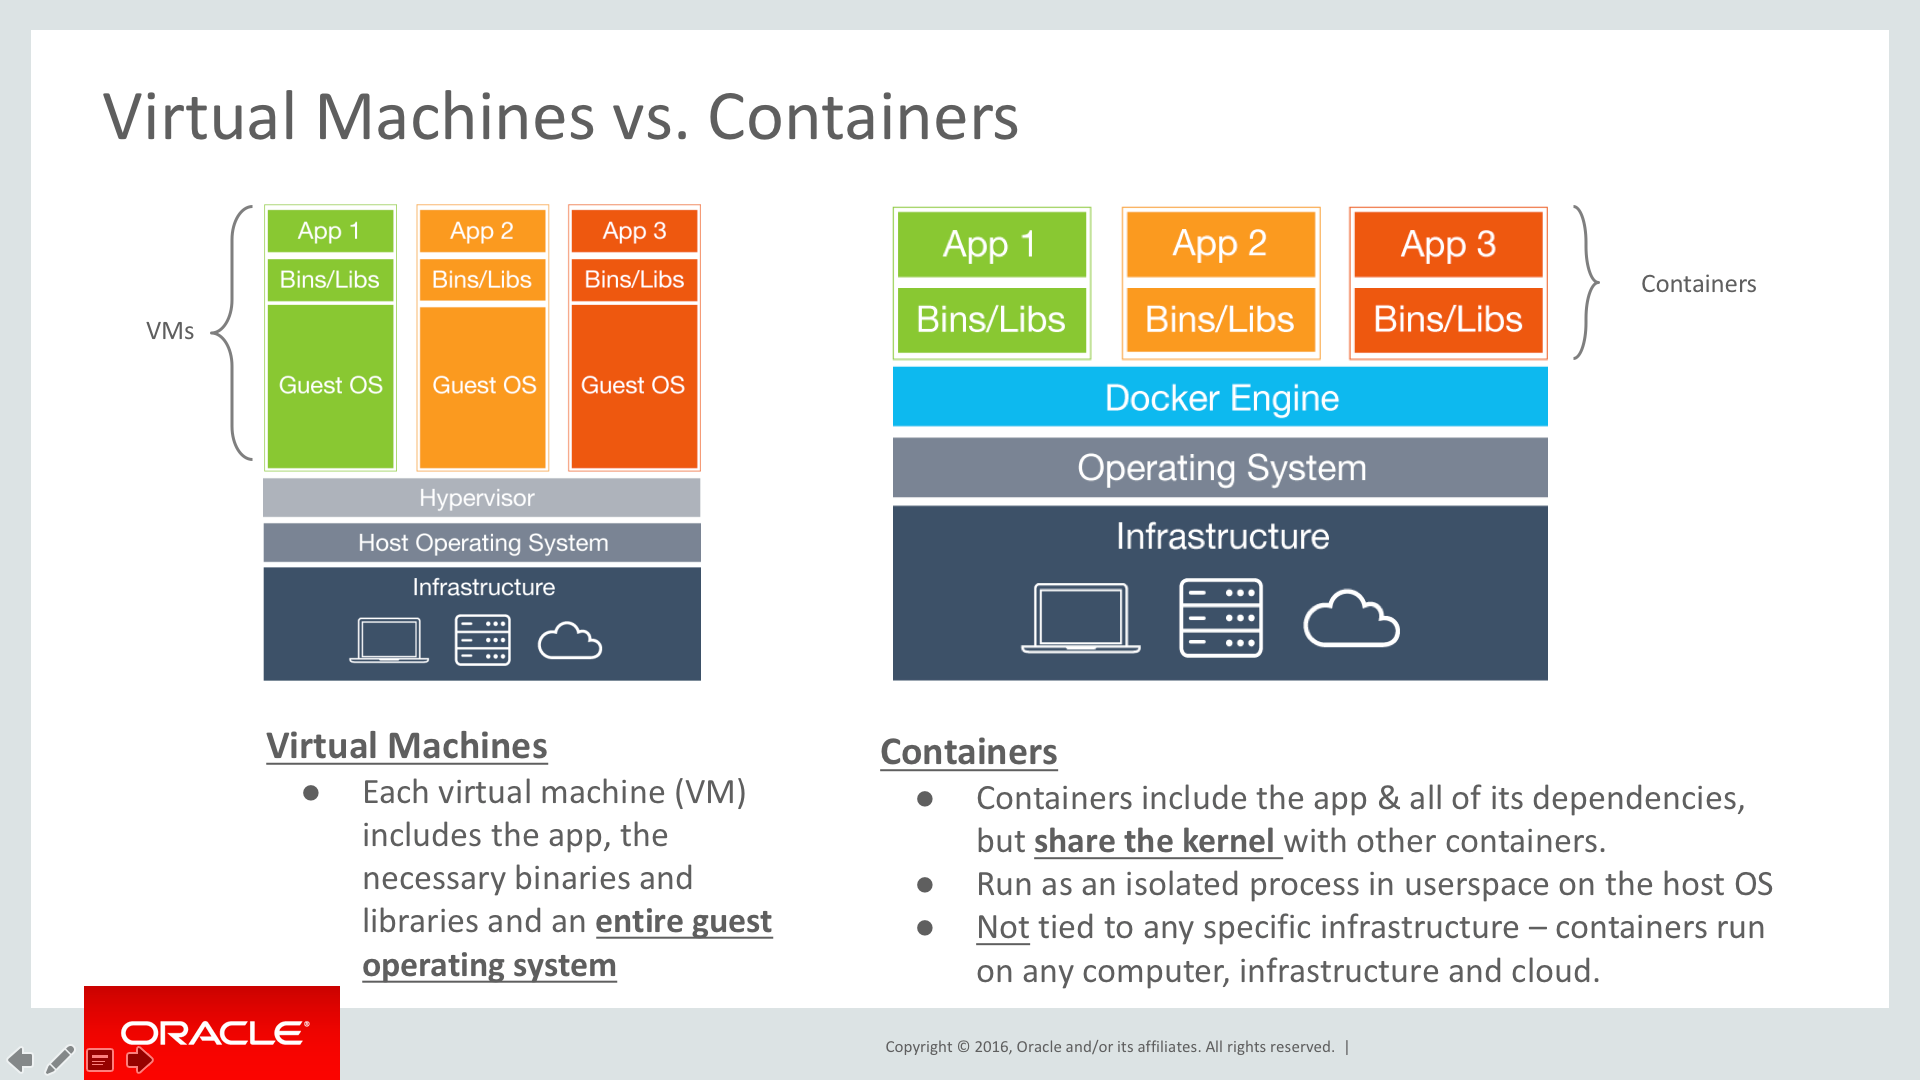 Virtual Machines vs. Containers
VMs
App 1
App 2
App 3
Bins/Libs
Bins/Libs
Bins/Libs
Guest OS
Guest OS
Guest OS
Hypervisor
Host Operating System
Infrastructure
App 1
App 2
App 3
Bins/Libs
Bins/Libs
Bins/Libs
Containers
Docker Engine
Operating System
Infrastructure
Virtual Machines
● Each virtual machine (VM)
includes the app, the
necessary binaries and
libraries and an entire guest
operating system
Containers
● Containers include the app & all of its dependencies,
but share the kernel with other containers.
● Run as an isolated process in userspace on the host OS
● Not tied to any specific infrastructure – containers run
on any computer, infrastructure and cloud.
ORACLE®
Copyright © 2016, Oracle and/or its affiliates. All rights reserved. |